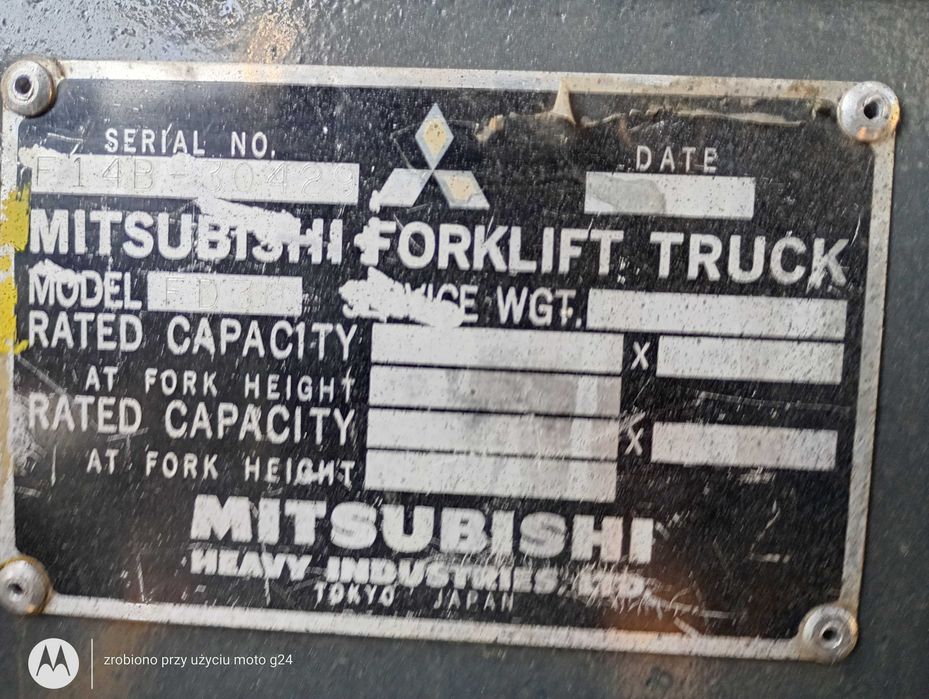 SERIAL NO.
F14B-30429
DATE
MITSUBISHI FORKLIFT TRUCK
MODEL SERVICE WGT.
RATED CAPACITY X
AT FORK HEIGHT
RATED CAPACITY X
AT FORK HEIGHT
MITSUBISHI
HEAVY INDUSTRIES, LTD.
TOKYO JAPAN
zrobiono przy użyciu moto g24